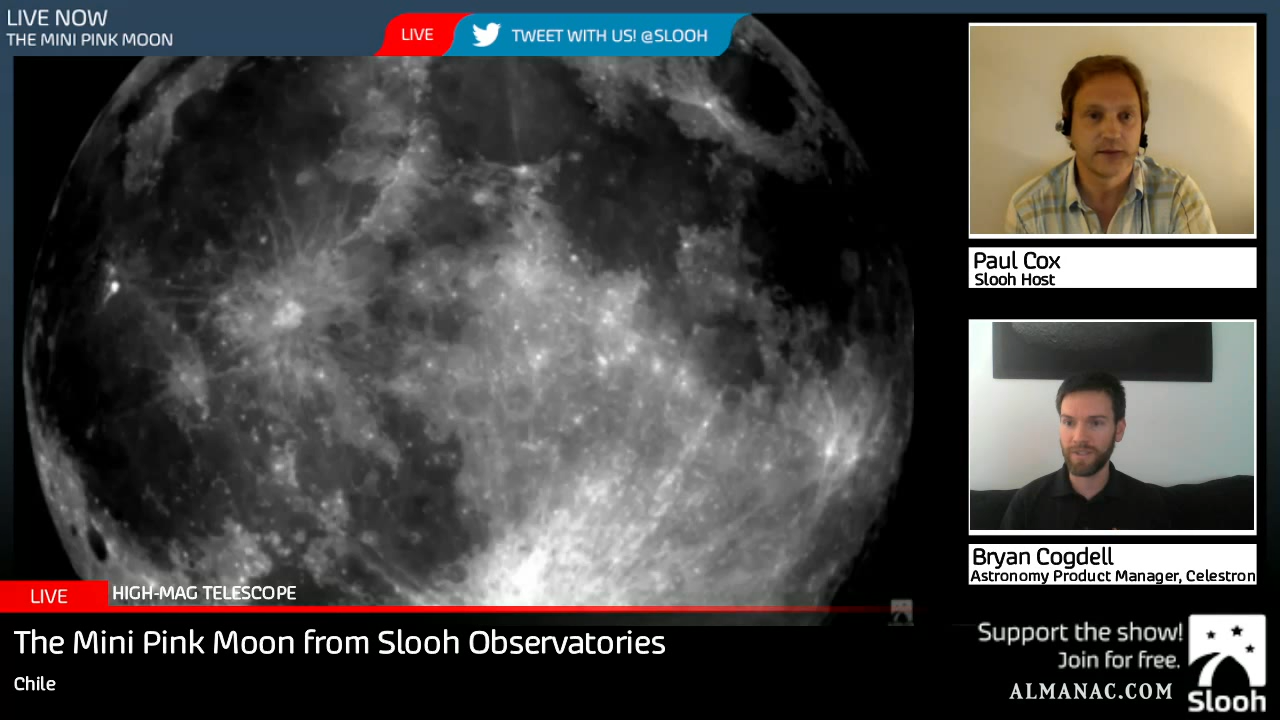 LIVE NOW
THE MINI PINK MOON
LIVE
TWEET WITH US! @SLOOH
Paul Cox
Slooh Host
Bryan Cogdell
Astronomy Product Manager, Celestron
LIVE
HIGH-MAG TELESCOPE
The Mini Pink Moon from Slooh Observatories
Chile
Support the show!
Join for free.
ALMANAC.COM
Slooh